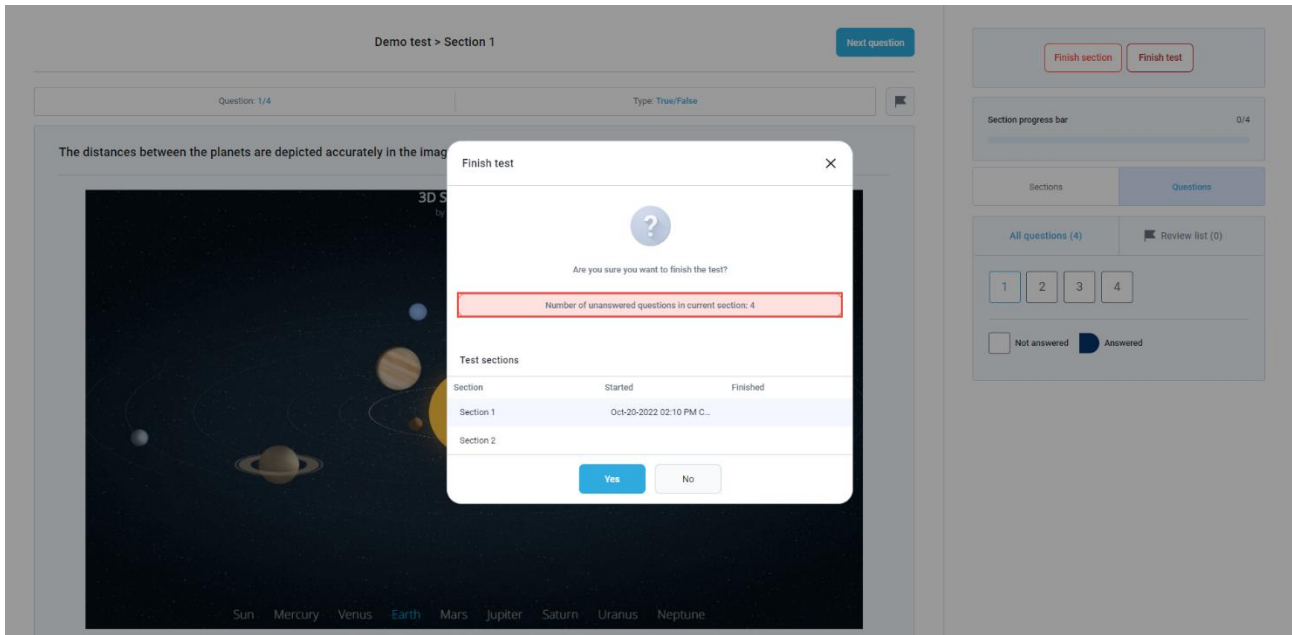 Demo test > Section 1
Next question
Question: 1/4
Type: True/False
The distances between the planets are depicted accurately in the imag
3D S
by
Sun Mercury Venus Earth Mars Jupiter Saturn Uranus Neptune
Finish test
?
Are you sure you want to finish the test?
Number of unanswered questions in current section: 4
Test sections
Section Started Finished
Section 1 Oct-20-2022 02:10 PM C...
Section 2
Yes No
Finish section Finish test
Section progress bar 0/4
Sections Questions
All questions (4) Review list (0)
1 2 3 4
Not answered Answered